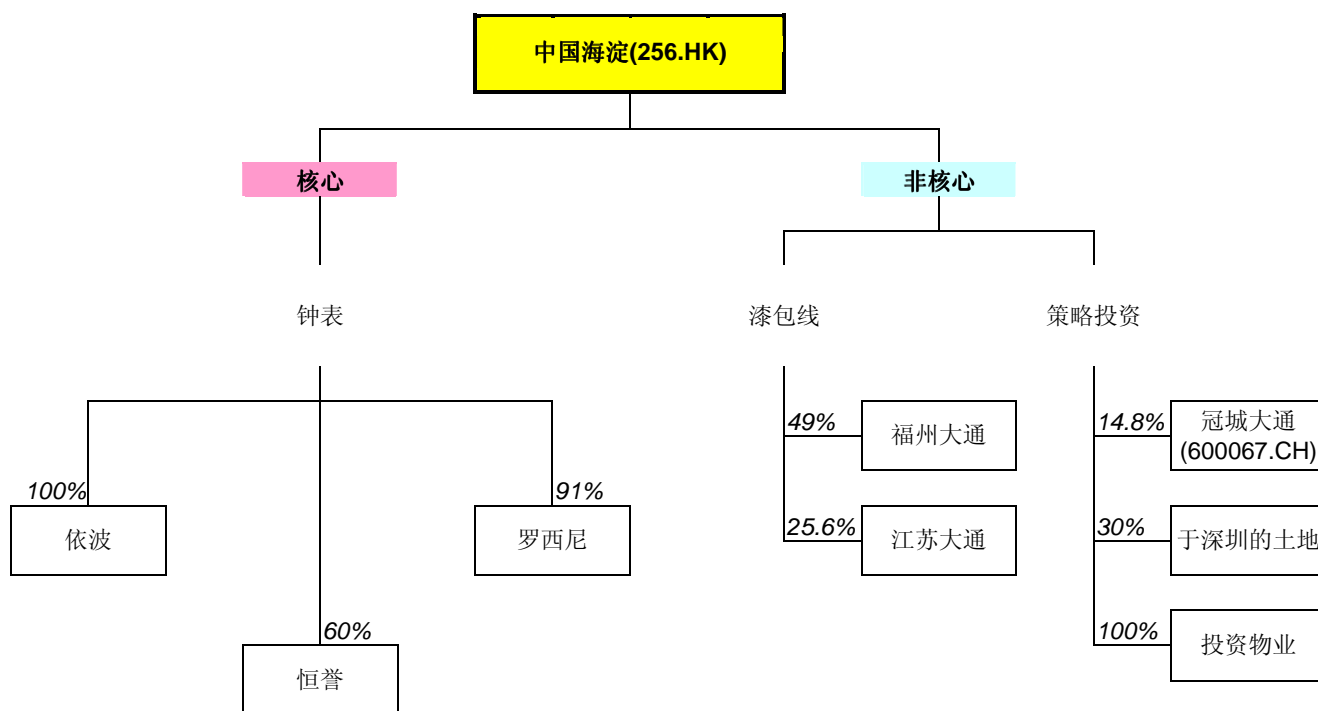 中国海淀(256.HK)
核心
非核心
钟表
漆包线
策略投资
49%
福州大通
14.8%
冠城大通
(600067.CH)
100%
依波
91%
罗西尼
25.6%
江苏大通
30%
于深圳的土地
60%
恒誉
100%
投资物业